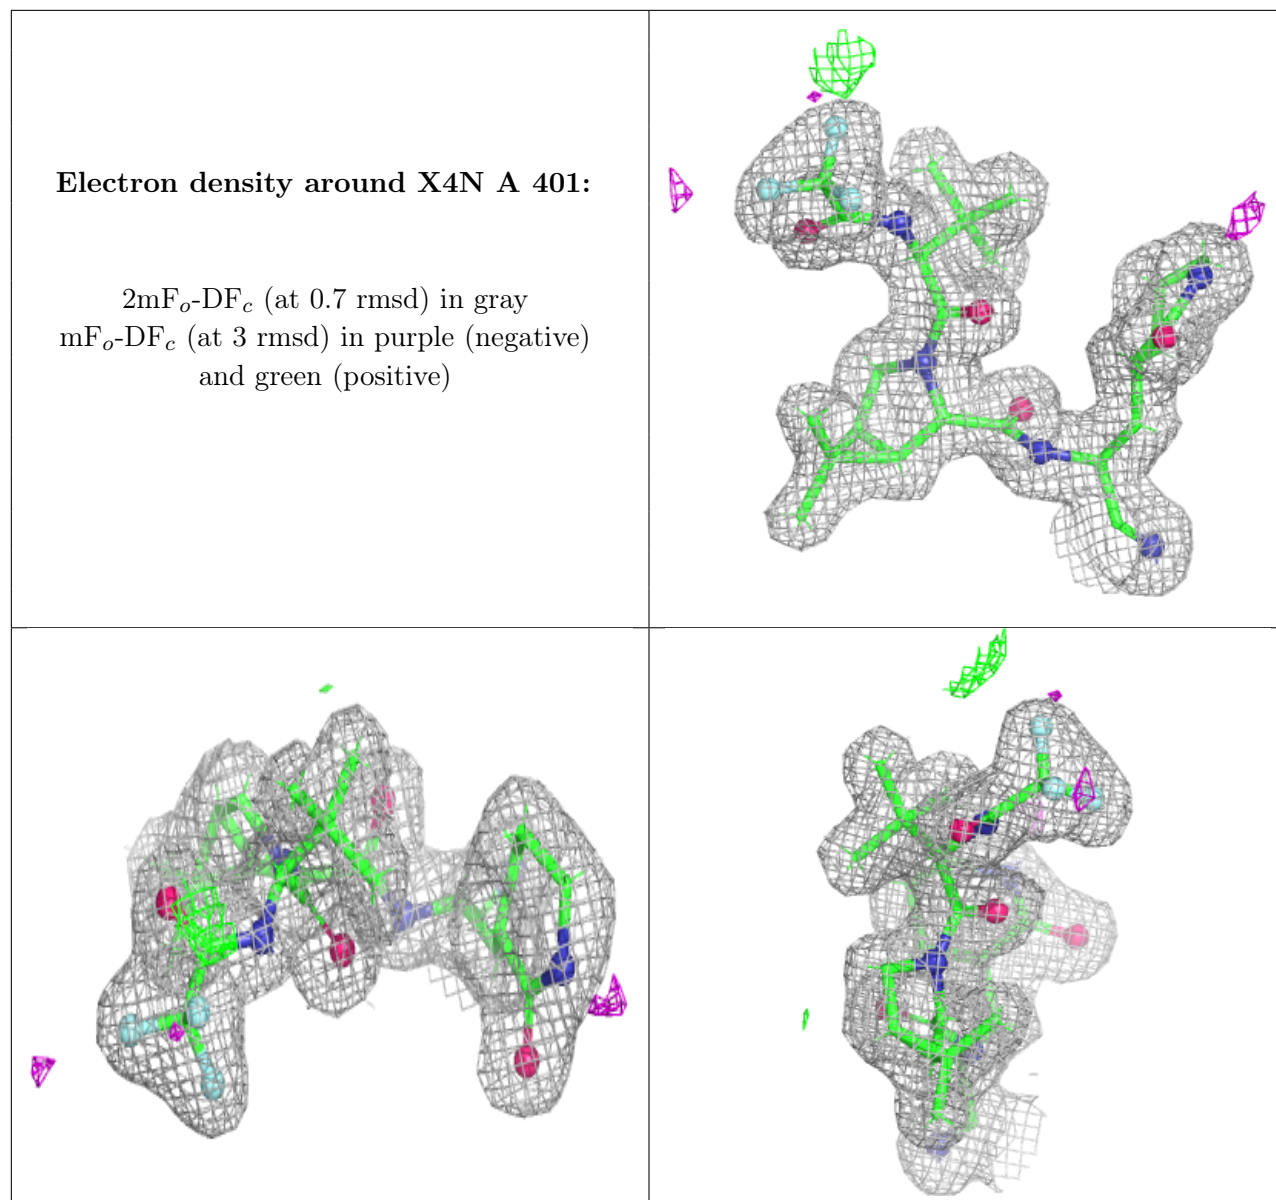 Electron density around X4N A 401:
2mFo-DFc (at 0.7 rmsd) in gray
mFo-DFc (at 3 rmsd) in purple (negative)
and green (positive)